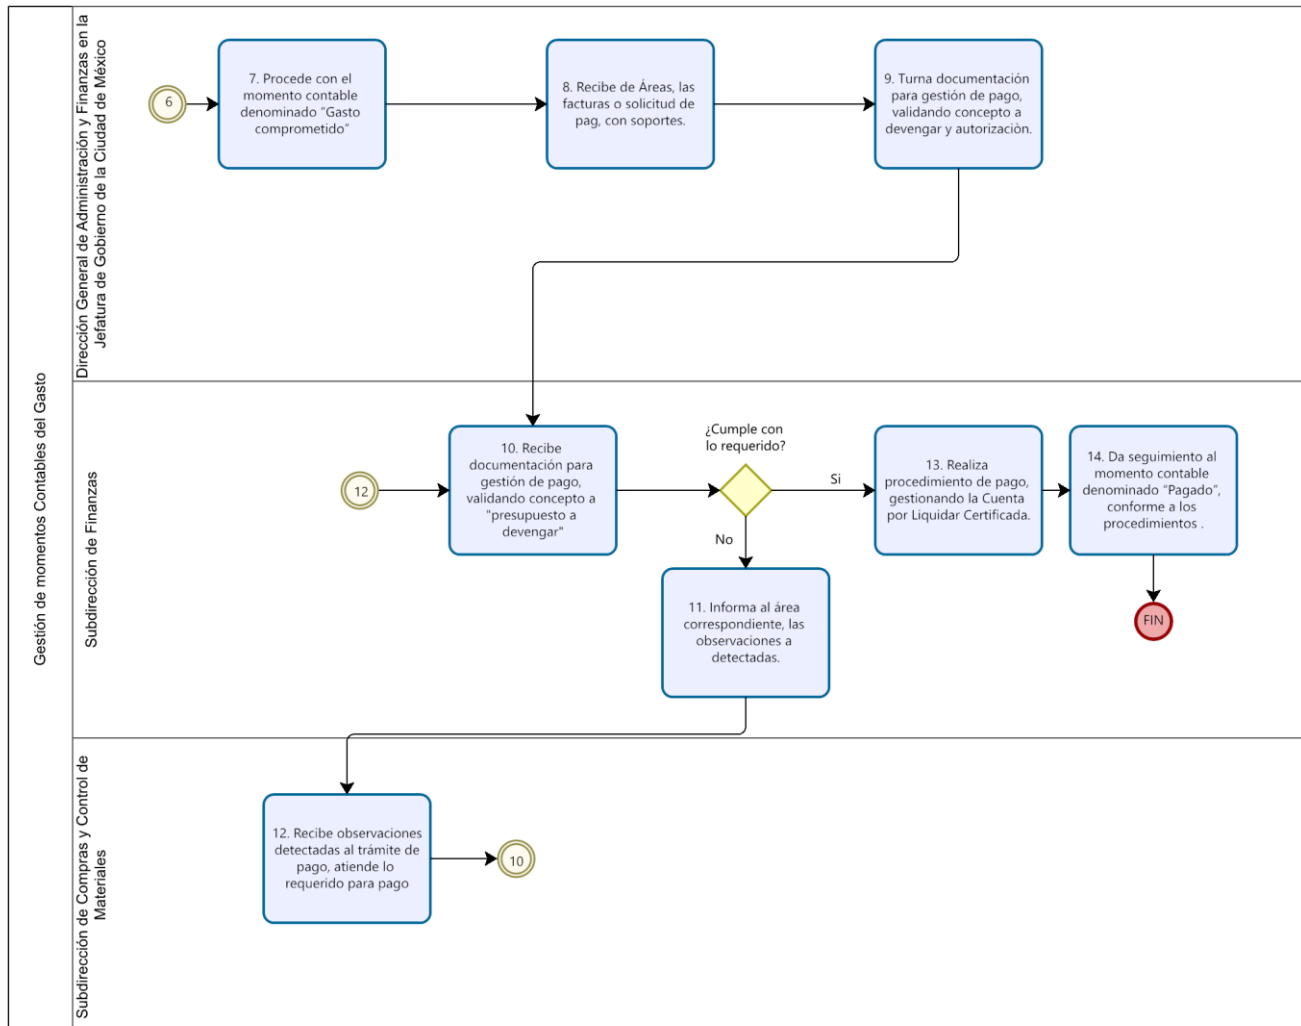 Gestión de momentos Contables del Gasto
Dirección General de Administración y Finanzas en la
Jefatura de Gobierno de la Ciudad de México
6
7. Procede con el
momento contable
denominado “Gasto
comprometido”
8. Recibe de Áreas, las
facturas o solicitud de
pag, con soportes.
9. Turna documentación
para gestión de pago,
validando concepto a
devengar y autorizaciòn.
Subdirección de Finanzas
12
10. Recibe
documentación para
gestión de pago,
validando concepto a
"presupuesto a
devengar"
¿Cumple con
lo requerido?
Si
No
13. Realiza
procedimiento de pago,
gestionando la Cuenta
por Liquidar Certificada.
14. Da seguimiento al
momento contable
denominado “Pagado”,
conforme a los
procedimientos .
11. Informa al área
correspondiente, las
observaciones a
detectadas.
FIN
Subdirección de Compras y Control de
Materiales
12. Recibe observaciones
detectadas al trámite de
pago, atiende lo
requerido para pago
10